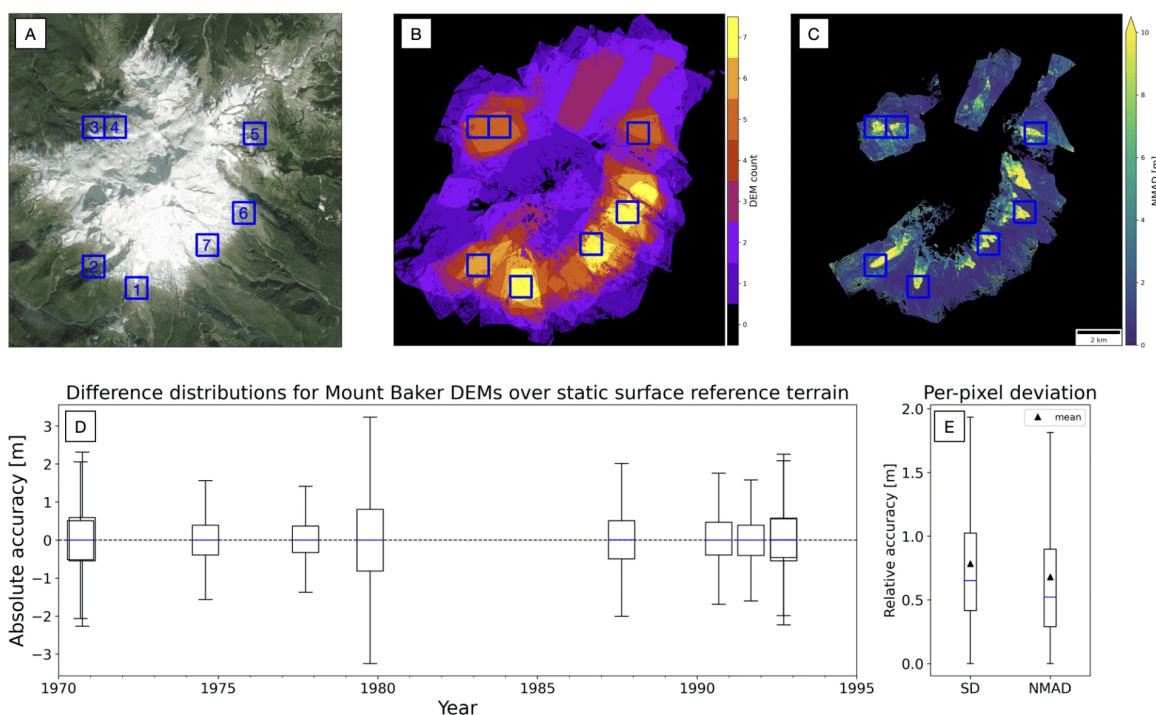 A
B
C
3 4 5
6
7
2
1
7
6
5
4
3
2
1
0
DEM count
10
8
6
4
2
0
NMAD [m]
2 km
Difference distributions for Mount Baker DEMs over static surface reference terrain
D
3
2
1
0
−1
−2
−3
Absolute accuracy [m]
1970 1975 1980 1985 1990 1995
Year
Per-pixel deviation
E
mean
2.0
1.5
1.0
0.5
0.0
Relative accuracy [m]
SD NMAD